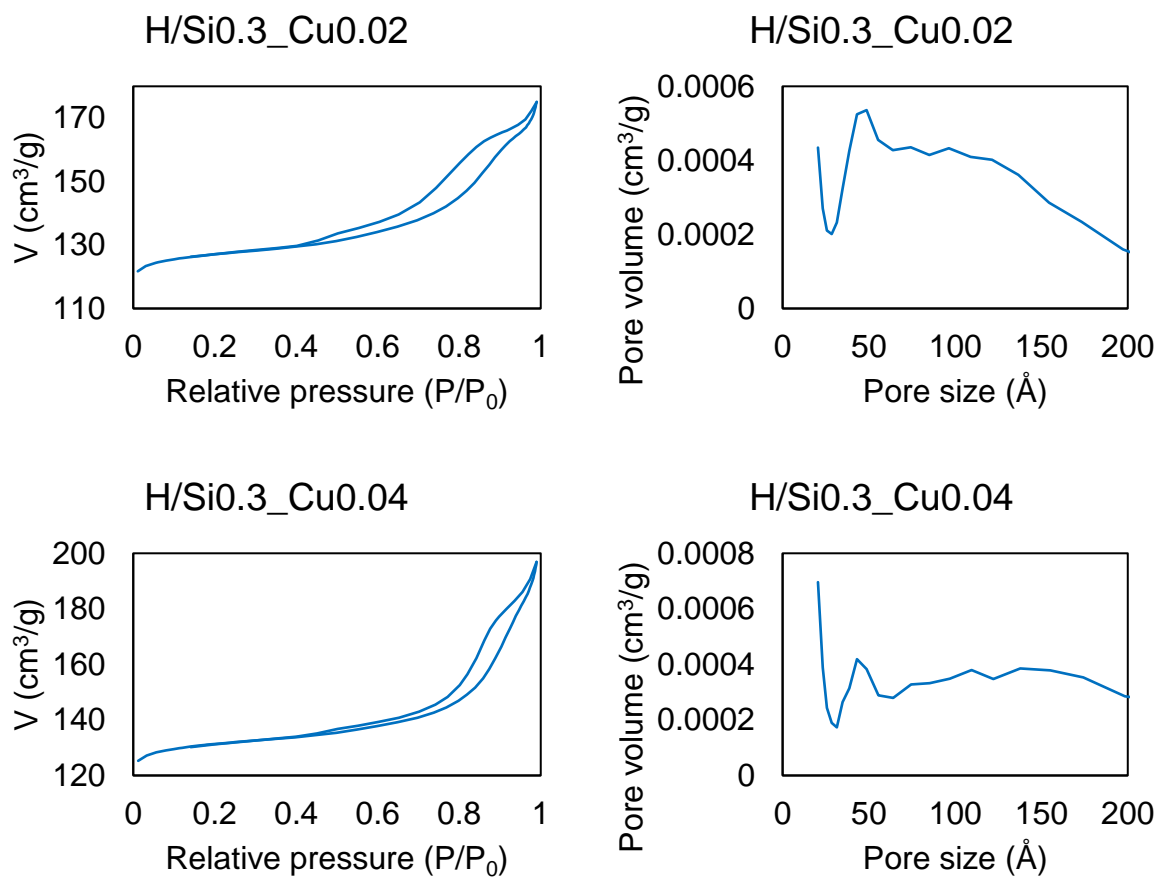 H/Si0.3_Cu0.02
V (cm³/g)
170
150
130
110
0 0.2 0.4 0.6 0.8 1
Relative pressure (P/P₀)
H/Si0.3_Cu0.02
Pore volume (cm³/g)
0.0006
0.0004
0.0002
0
0 50 100 150 200
Pore size (Å)
H/Si0.3_Cu0.04
V (cm³/g)
200
180
160
140
120
0 0.2 0.4 0.6 0.8 1
Relative pressure (P/P₀)
H/Si0.3_Cu0.04
Pore volume (cm³/g)
0.0008
0.0006
0.0004
0.0002
0
0 50 100 150 200
Pore size (Å)